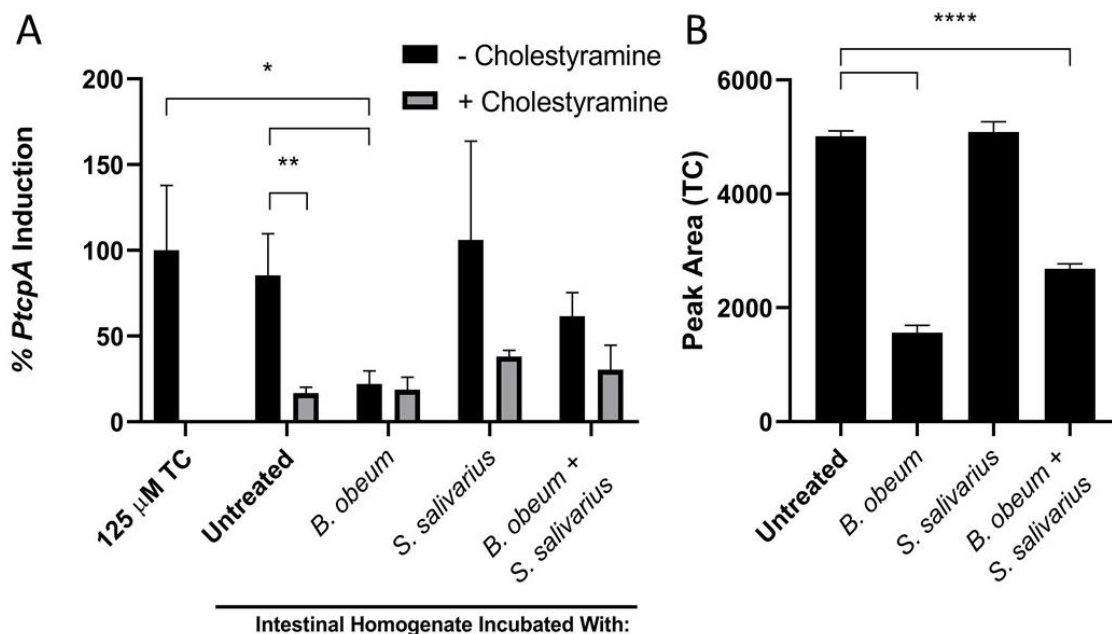 A
% PtcpA Induction
200
150
100
50
0
*
**
- Cholestyramine
+ Cholestyramine
125 μM TC
Untreated
B. obeum
S. salivarius
B. obeum +
S. salivarius
Intestinal Homogenate Incubated With:
B
Peak Area (TC)
6000
4000
2000
0
****
Untreated
B. obeum
S. salivarius
B. obeum +
S. salivarius